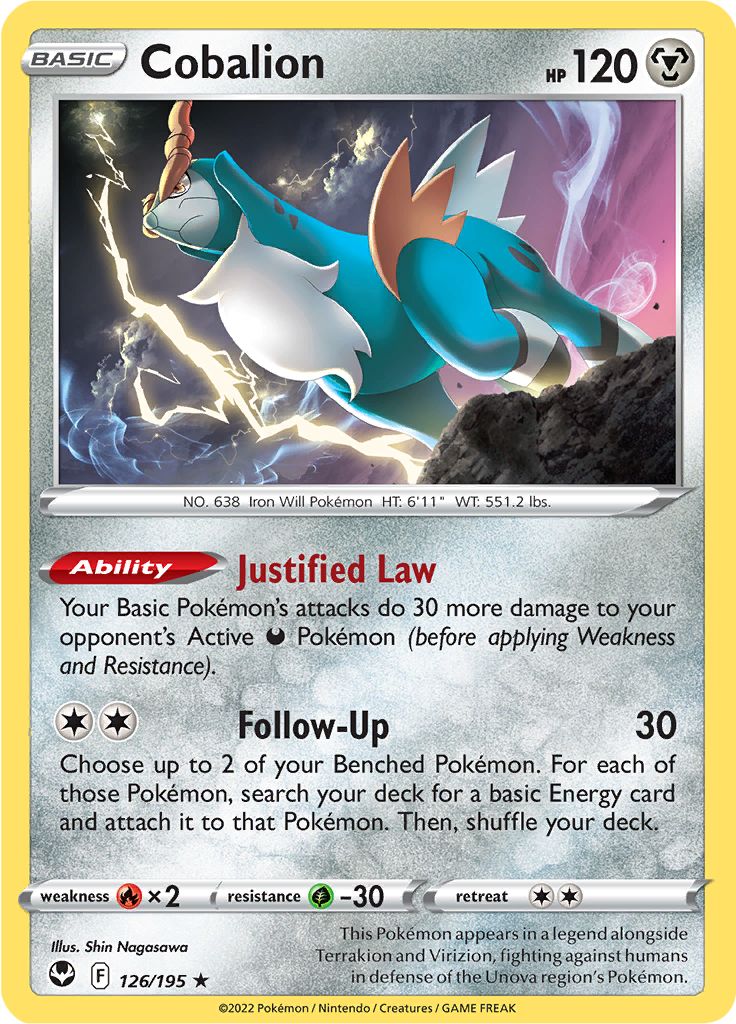 BASIC Cobalion HP 120
NO. 638 Iron Will Pokémon HT: 6'11" WT: 551.2 lbs.
Ability Justified Law
Your Basic Pokémon's attacks do 30 more damage to your
opponent's Active Pokémon (before applying Weakness
and Resistance).
Follow-Up 30
Choose up to 2 of your Benched Pokémon. For each of
those Pokémon, search your deck for a basic Energy card
and attach it to that Pokémon. Then, shuffle your deck.
weakness ×2 resistance -30 retreat
Illus. Shin Nagasawa
F 126/195 ★
This Pokémon appears in a legend alongside
Terrakion and Virizion, fighting against humans
in defense of the Unova region's Pokémon.
©2022 Pokémon / Nintendo / Creatures / GAME FREAK